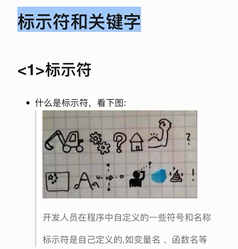 标示符和关键字
<1>标示符
什么是标示符，看下图:
开发人员在程序中自定义的一些符号和名称
标示符是自己定义的,如变量名 、函数名等